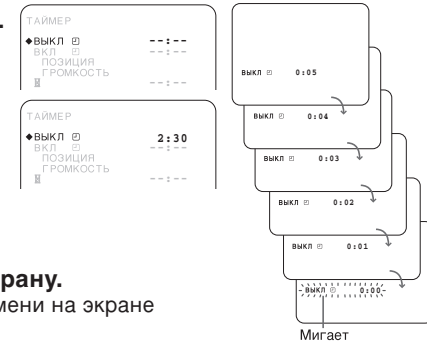 ТАЙМЕР
◆ВЫКЛ --:--
ВКЛ --:--
ПОЗИЦИЯ
ГРОМКОСТЬ
--:--
ТАЙМЕР
◆ВЫКЛ 2:30
ВКЛ --:--
ПОЗИЦИЯ
ГРОМКОСТЬ
--:--
рану.
мени на экране
ВЫКЛ 0:05
ВЫКЛ 0:04
ВЫКЛ 0:03
ВЫКЛ 0:02
ВЫКЛ 0:01
ВЫКЛ 0:00
Мигает